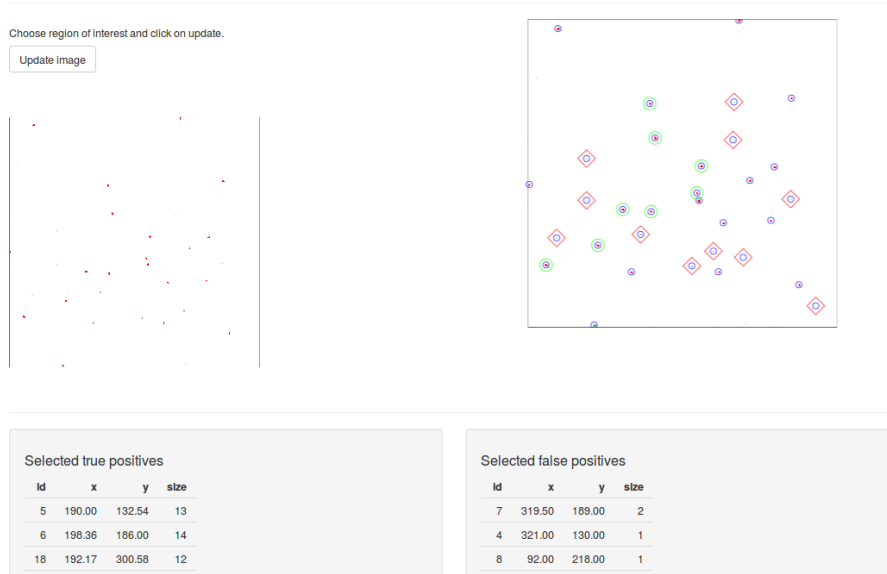 Choose region of interest and click on update.
Update image
Selected true positives
id x y size
5 190.00 132.54 13
6 198.36 186.00 14
18 192.17 300.58 12
Selected false positives
id x y size
7 319.50 189.00 2
4 321.00 130.00 1
8 92.00 218.00 1